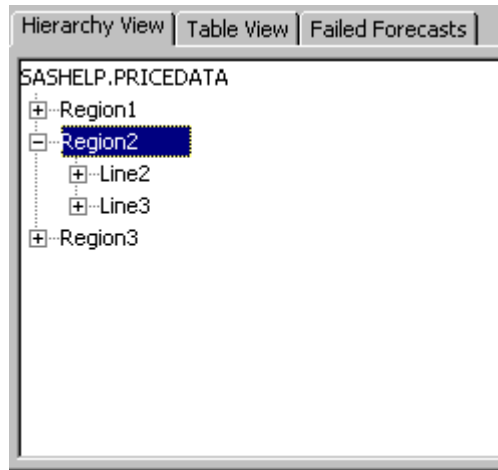 Hierarchy View Table View Failed Forecasts
SASHELP.PRICEDATA
Region1
Region2
Line2
Line3
Region3